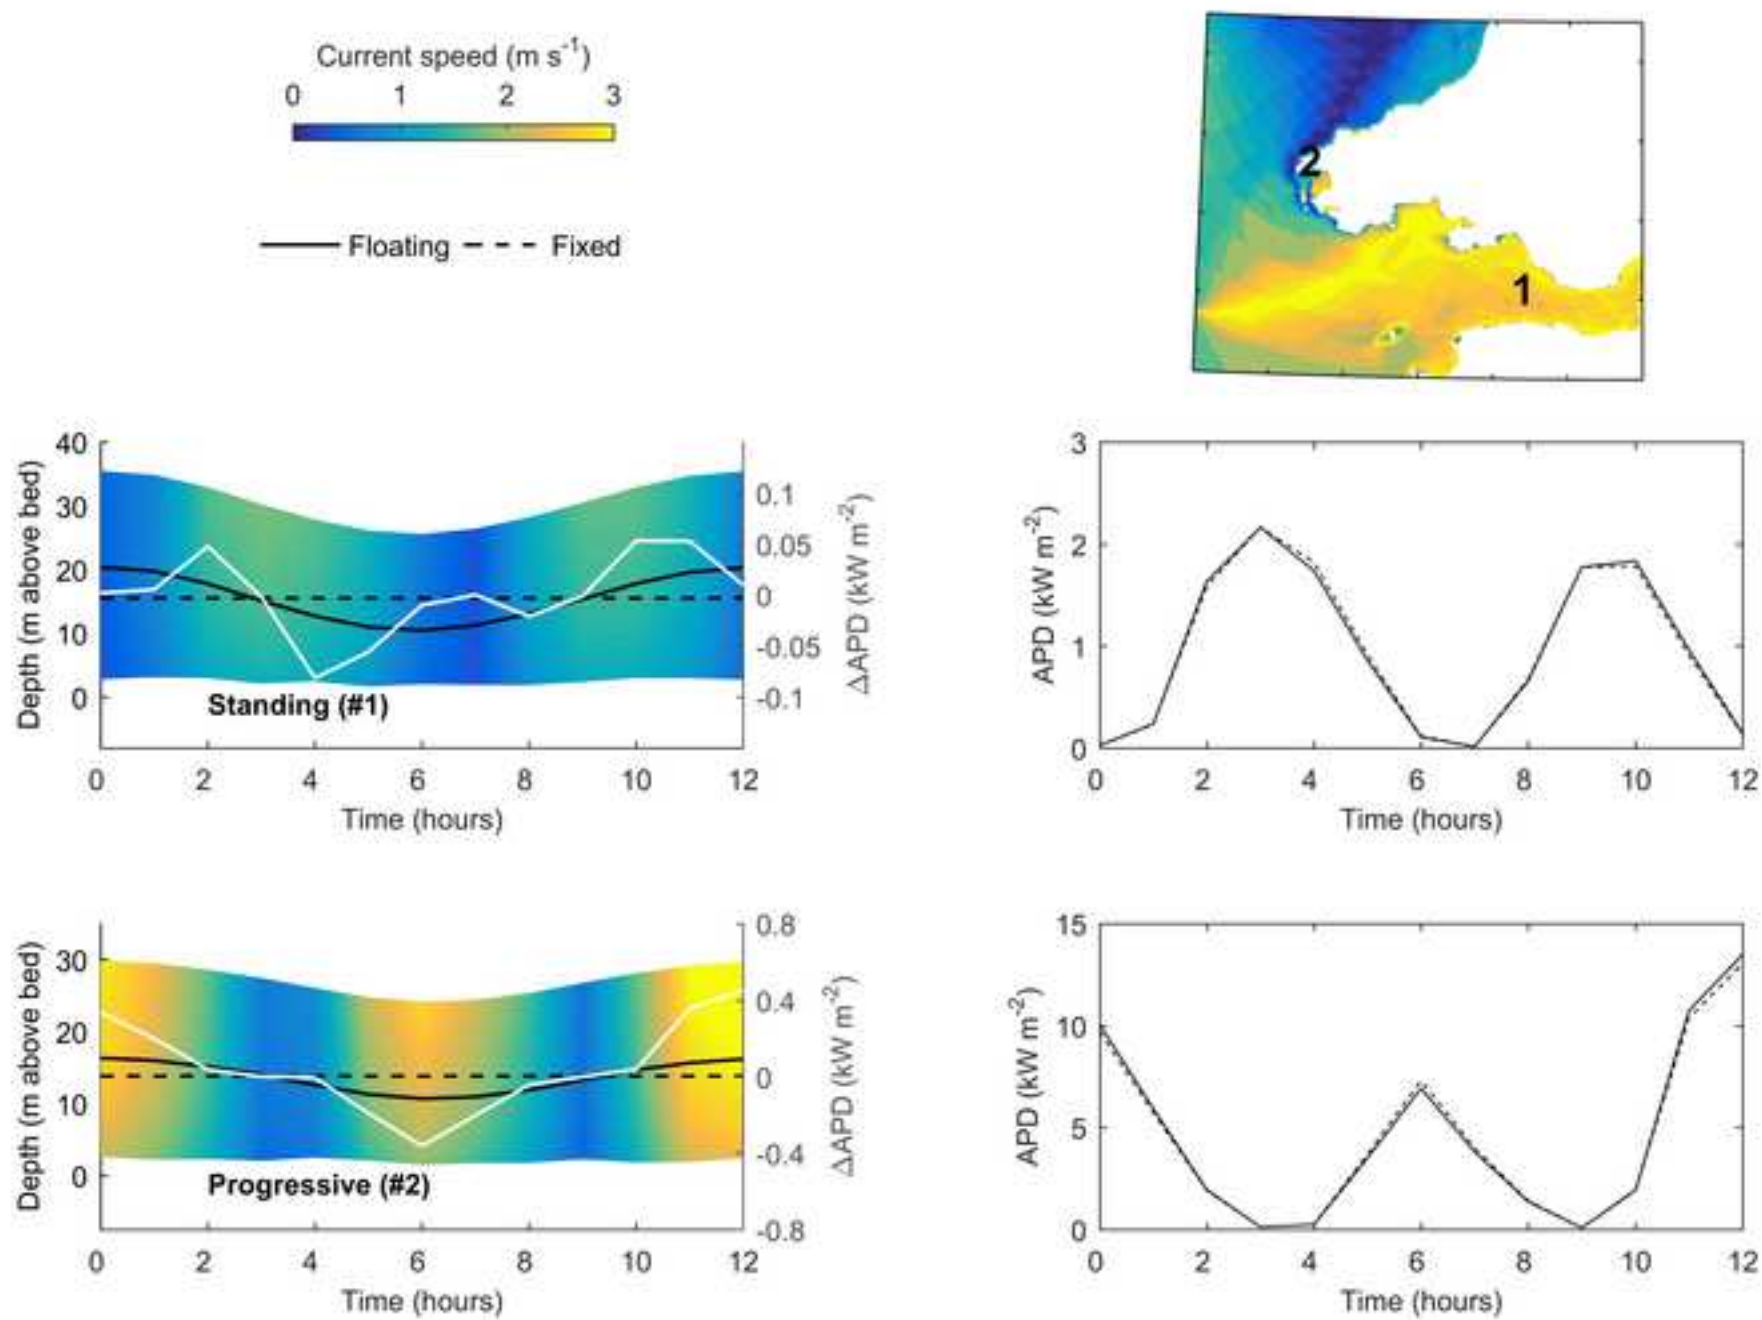 Current speed (m s-1)
0 1 2 3
Floating Fixed
2
1
40
30
20
10
0
Depth (m above bed)
0.1
0.05
0
-0.05
-0.1
ΔAPD (kW m-2)
Standing (#1)
0 2 4 6 8 10 12
Time (hours)
3
2
1
0
APD (kW m-2)
0 2 4 6 8 10 12
Time (hours)
30
20
10
0
Depth (m above bed)
0.8
0.4
0
-0.4
-0.8
ΔAPD (kW m-2)
Progressive (#2)
0 2 4 6 8 10 12
Time (hours)
15
10
5
0
APD (kW m-2)
0 2 4 6 8 10 12
Time (hours)